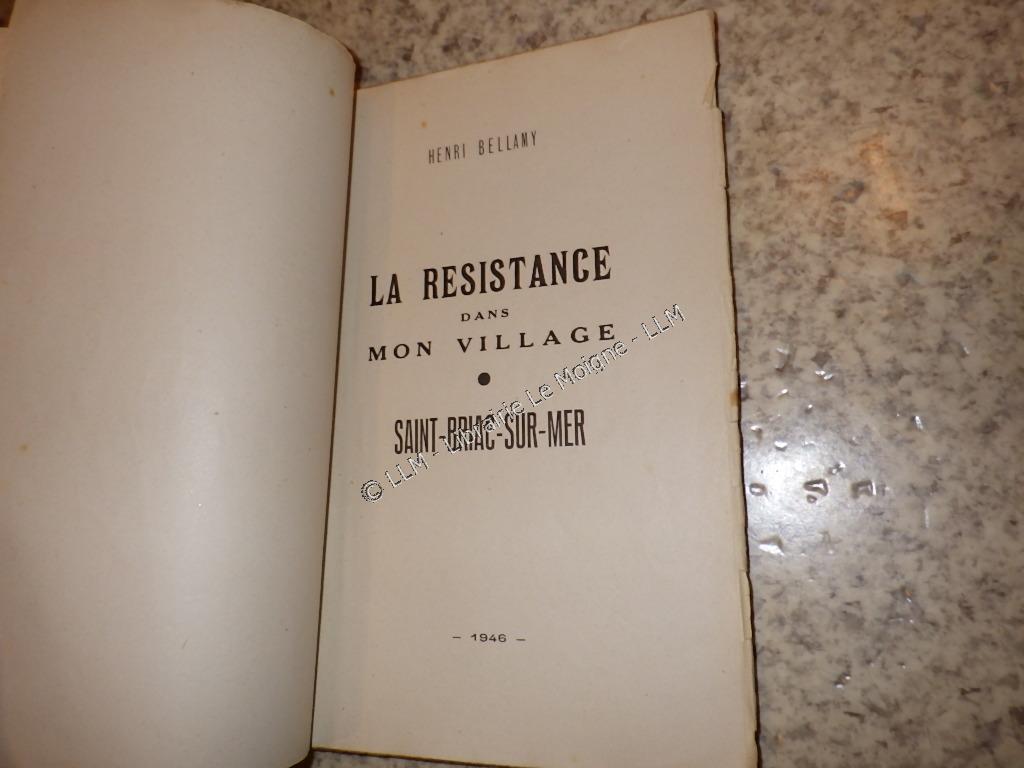 HENRI BELLAMY
LA RESISTANCE
DANS
MON VILLAGE
SAINT-BRIAC-SUR-MER
© LLM - Librairie Le Moigne - LLM
- 1946 -